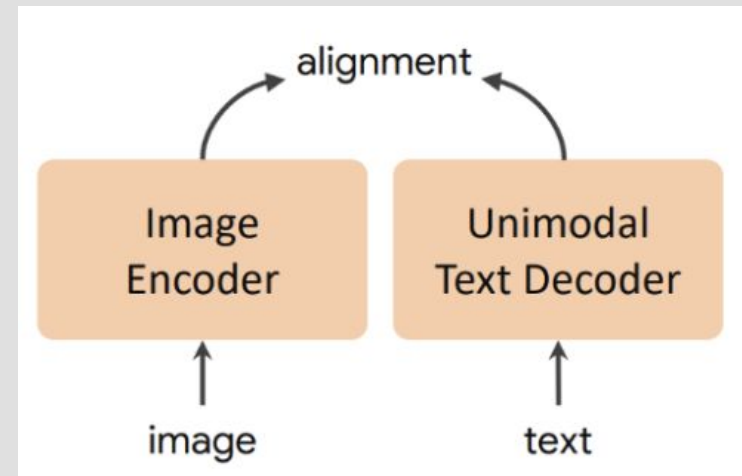 alignment
Image
Encoder
Unimodal
Text Decoder
image
text